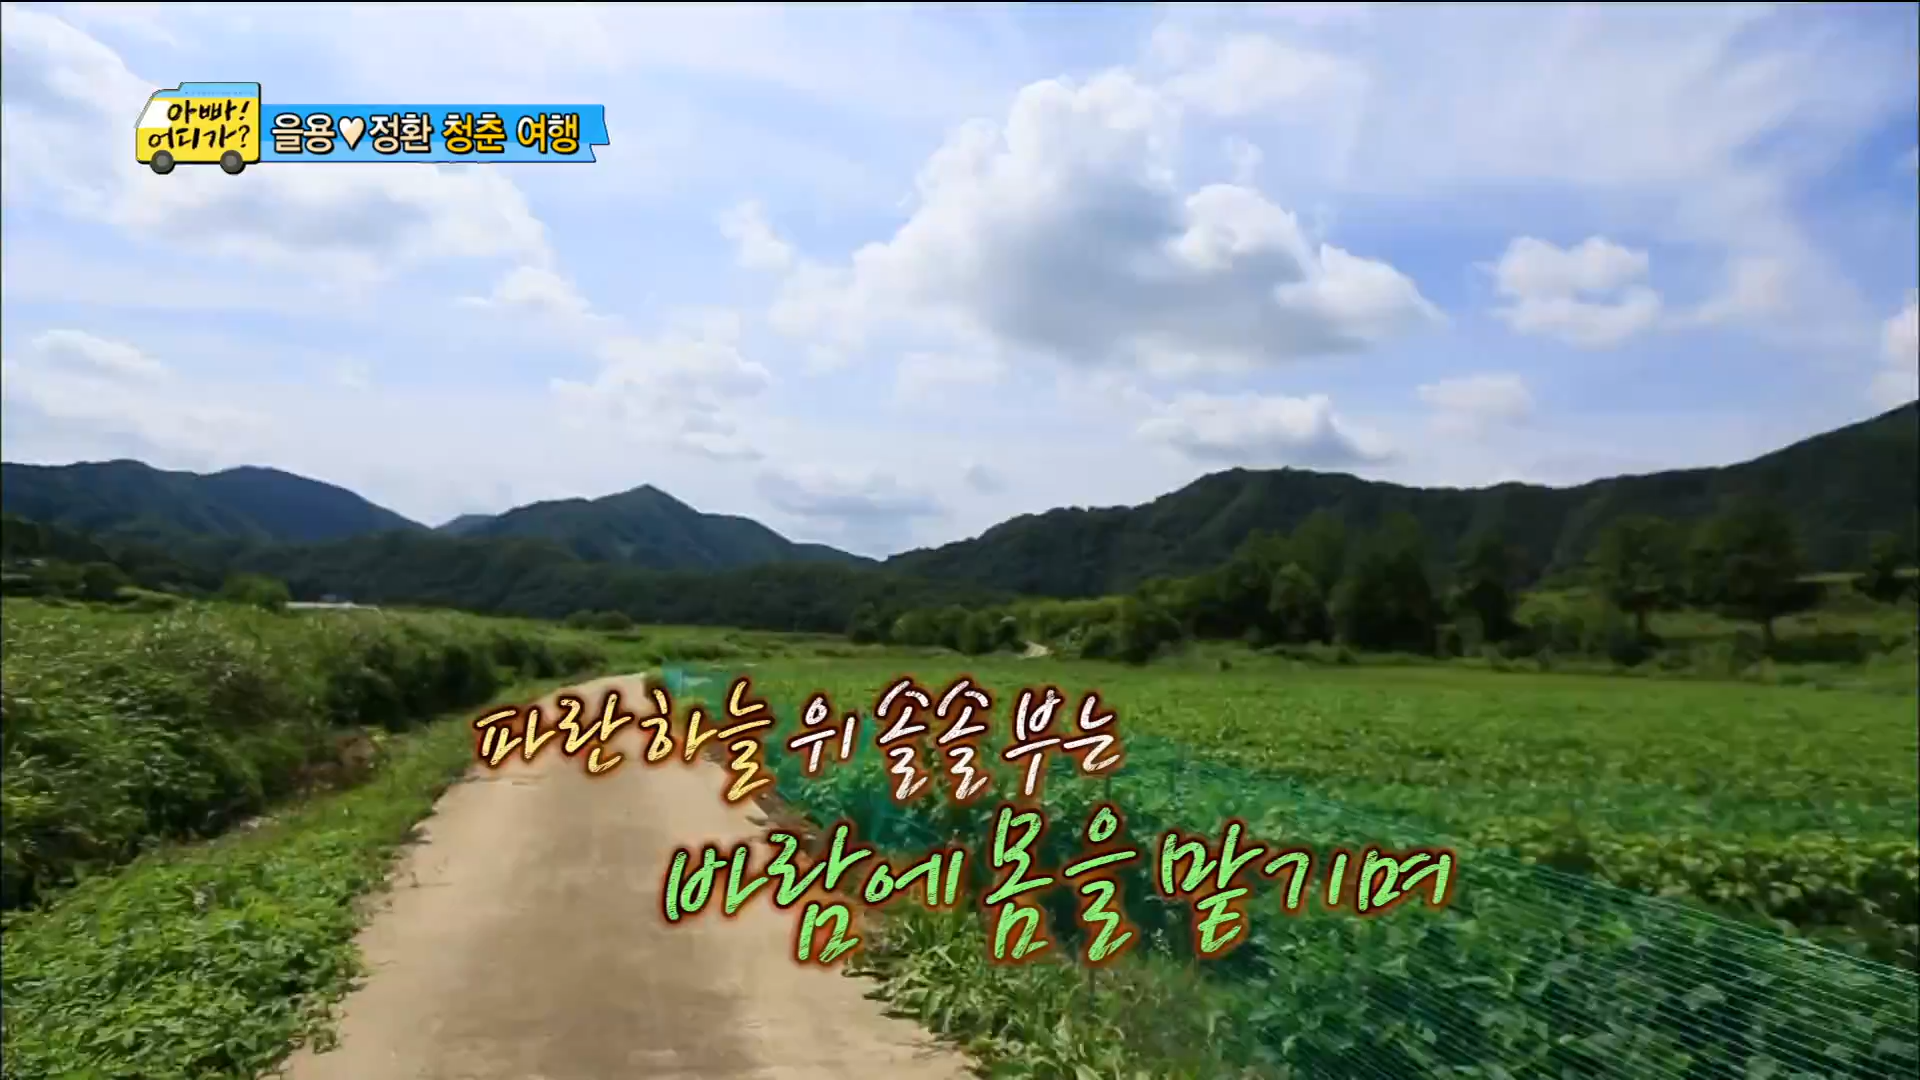 아빠!
어디가?
을용♥정환 청춘 여행
파란 하늘 위 솔솔 부는
바람에 몸을 맡기며